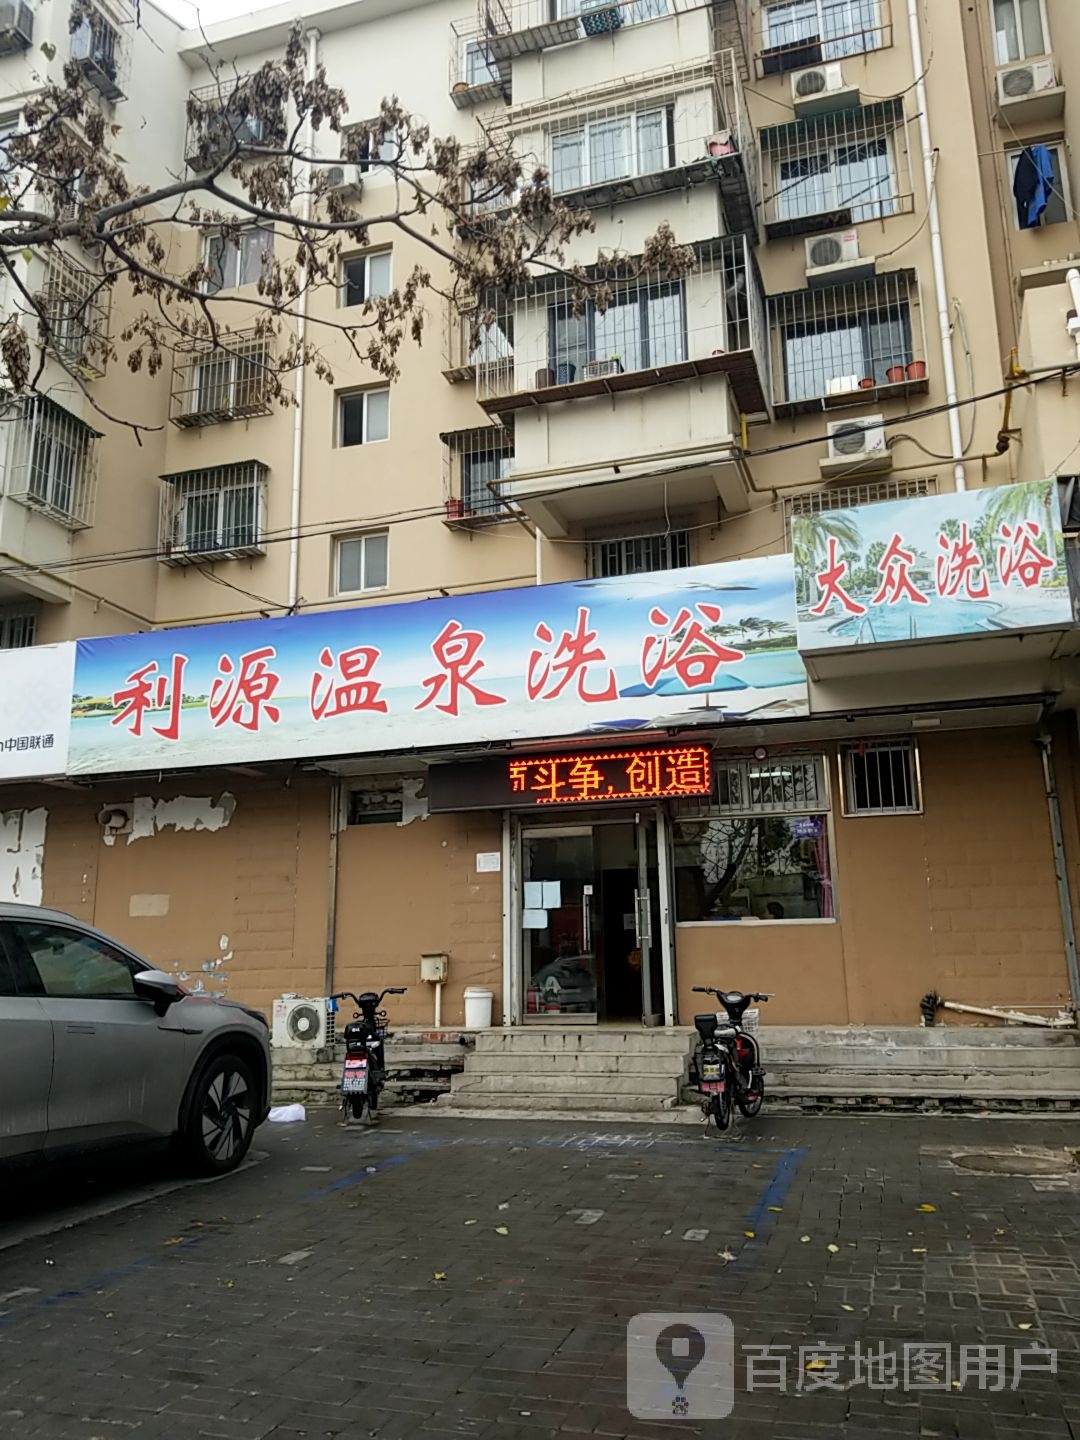 大众洗浴
利源温泉洗浴
中国联通
斗争,创造
百度地图用户